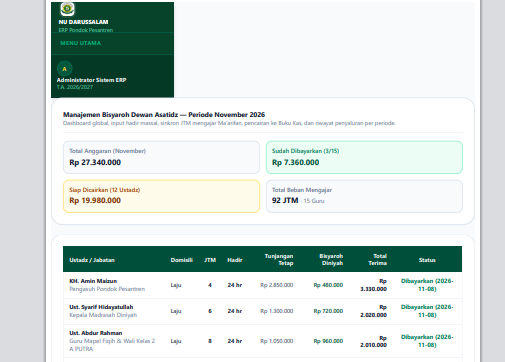 NU DARUSSALAM
ERP Pondok Pesantren
MENU UTAMA
A
Administrator Sistem ERP
T.A. 2026/2027
Manajemen Bisyaroh Dewan Asatidz — Periode November 2026
Dashboard global, input hadir massal, sinkron JTM mengajar Ma'arifan, pencairan ke Buku Kas, dan riwayat penyaluran per periode.
Total Anggaran (November)
Rp 27.340.000
Sudah Dibayarkan (3/15)
Rp 7.360.000
Siap Dicairkan (12 Ustadz)
Rp 19.980.000
Total Beban Mengajar
92 JTM · 15 Guru
Ustadz / Jabatan Domisili JTM Hadir Tunjangan Tetap Bisyaroh Diniyah Total Terima Status
KH. Amin Maizun
Pengasuh Pondok Pesantren
Laju 4 24 hr Rp 2.850.000 Rp 480.000 Rp 3.330.000 Dibayarkan (2026-11-08)
Ust. Syarif Hidayatullah
Kepala Madrasah Diniyah
Laju 6 24 hr Rp 1.300.000 Rp 720.000 Rp 2.020.000 Dibayarkan (2026-11-08)
Ust. Abdur Rahman
Guru Mapel Fiqih & Wali Kelas 2 A PUTRA
Laju 8 24 hr Rp 1.050.000 Rp 960.000 Rp 2.010.000 Dibayarkan (2026-11-08)